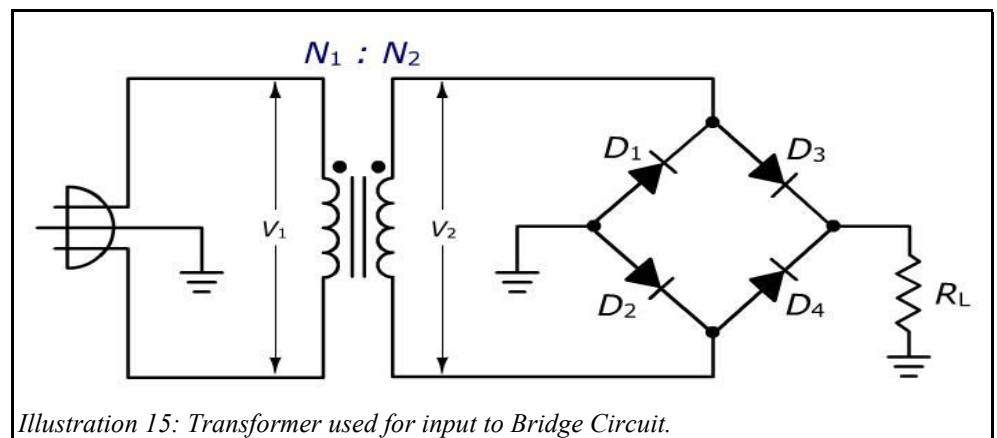 N1 : N2
V1
V2
D1
D3
D2
D4
RL
Illustration 15: Transformer used for input to Bridge Circuit.